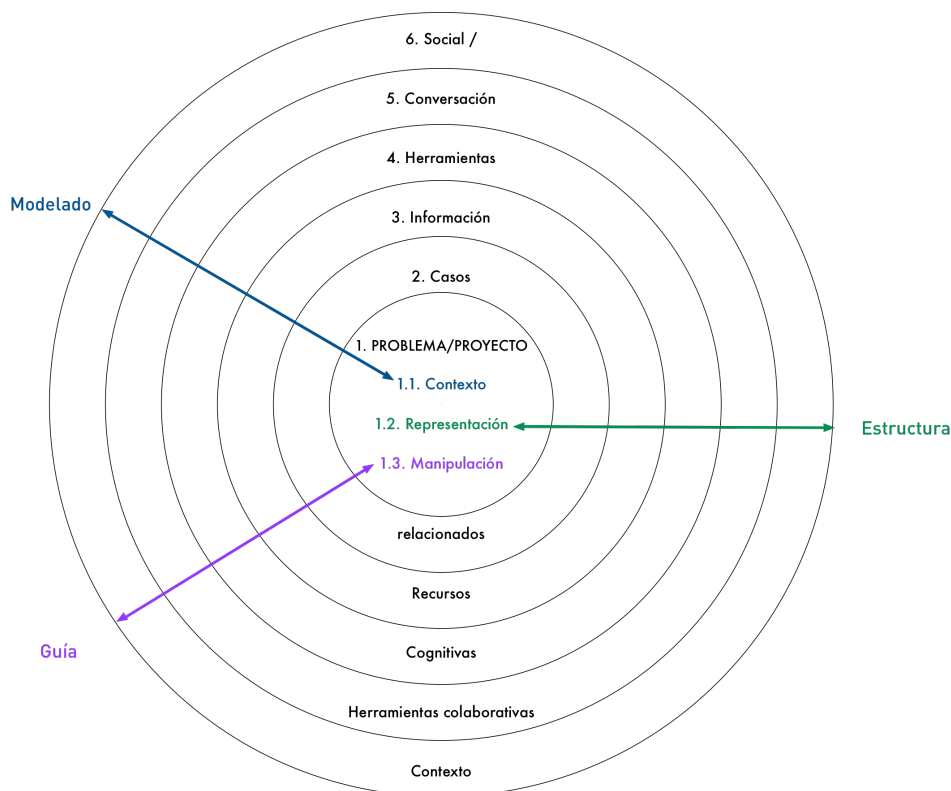 6. Social /
5. Conversación
4. Herramientas
Modelado
3. Información
2. Casos
1. PROBLEMA/PROYECTO
1.1. Contexto
1.2. Representación
Estructura
1.3. Manipulación
relacionados
Recursos
Guía
Cognitivas
Herramientas colaborativas
Contexto